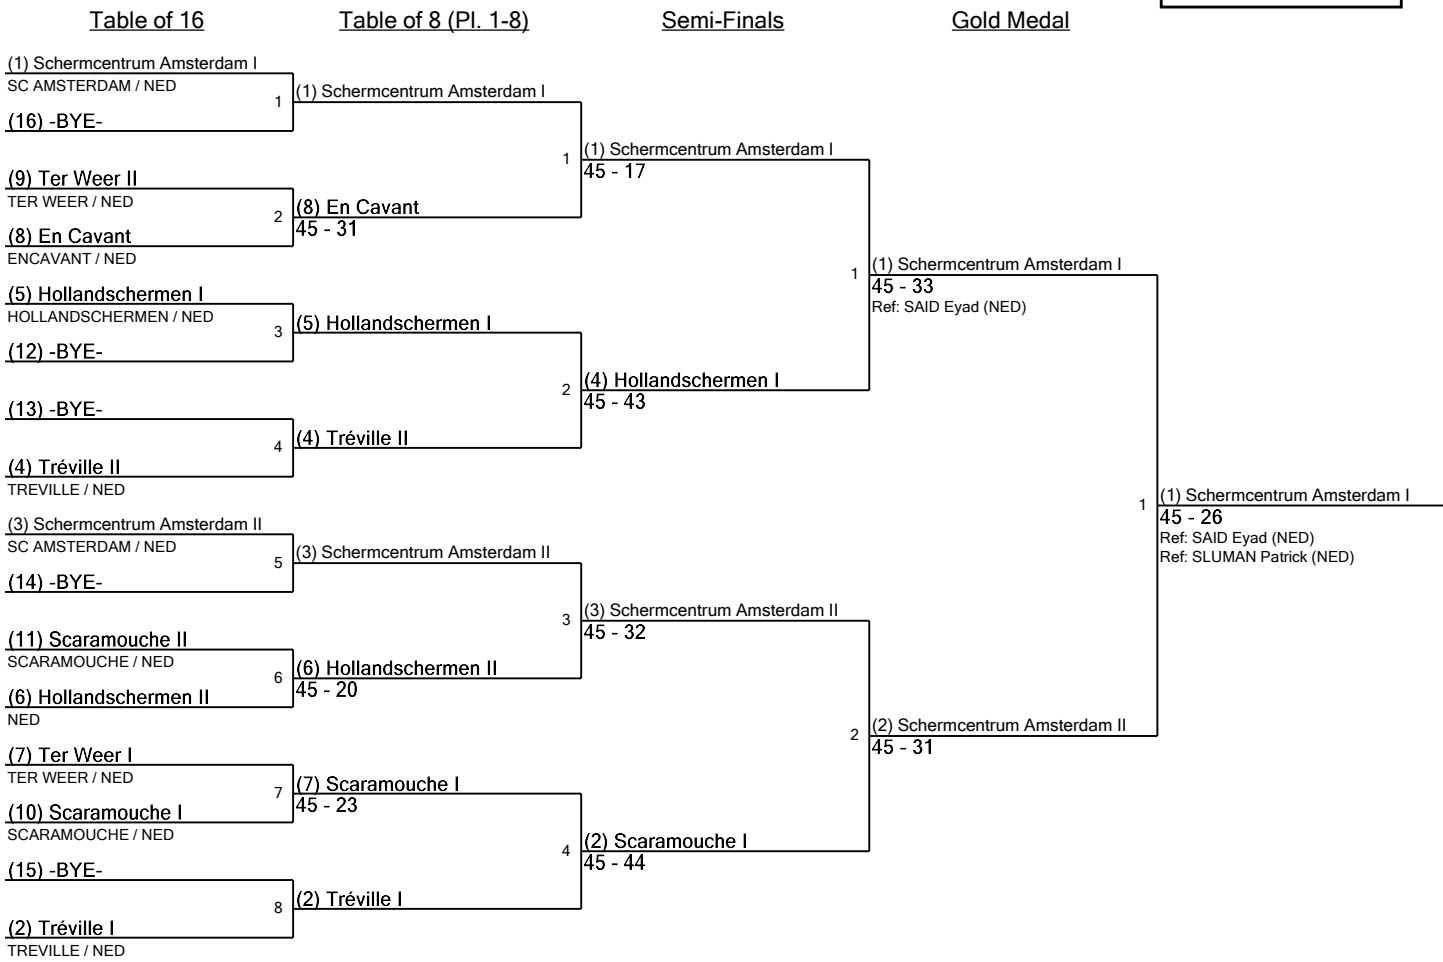 Table of 16
Table of 8 (Pl. 1-8)
Semi-Finals
Gold Medal
(1) Schermcentrum Amsterdam I
SC AMSTERDAM / NED
1
(16) -BYE-
(9) Ter Weer II
TER WEER / NED
2
(8) En Cavant
ENCAVANT / NED
(5) Hollandschermen I
HOLLANDSCHERMEN / NED
3
(12) -BYE-
(13) -BYE-
4
(4) Tréville II
TREVILLE / NED
(3) Schermcentrum Amsterdam II
SC AMSTERDAM / NED
5
(14) -BYE-
(11) Scaramouche II
SCARAMOUCHE / NED
6
(6) Hollandschermen II
NED
(7) Ter Weer I
TER WEER / NED
7
(10) Scaramouche I
SCARAMOUCHE / NED
(15) -BYE-
8
(2) Tréville I
TREVILLE / NED
(1) Schermcentrum Amsterdam I
1
(8) En Cavant
45 - 31
(5) Hollandschermen I
2
(4) Tréville II
(3) Schermcentrum Amsterdam II
3
(6) Hollandschermen II
45 - 20
(7) Scaramouche I
45 - 23
4
(2) Tréville I
(1) Schermcentrum Amsterdam I
45 - 17
1
(4) Hollandschermen I
45 - 43
(3) Schermcentrum Amsterdam II
45 - 32
2
(2) Scaramouche I
45 - 44
(1) Schermcentrum Amsterdam I
45 - 33
Ref: SAID Eyad (NED)
1
(2) Schermcentrum Amsterdam II
45 - 31
(1) Schermcentrum Amsterdam I
45 - 26
Ref: SAID Eyad (NED)
Ref: SLUMAN Patrick (NED)